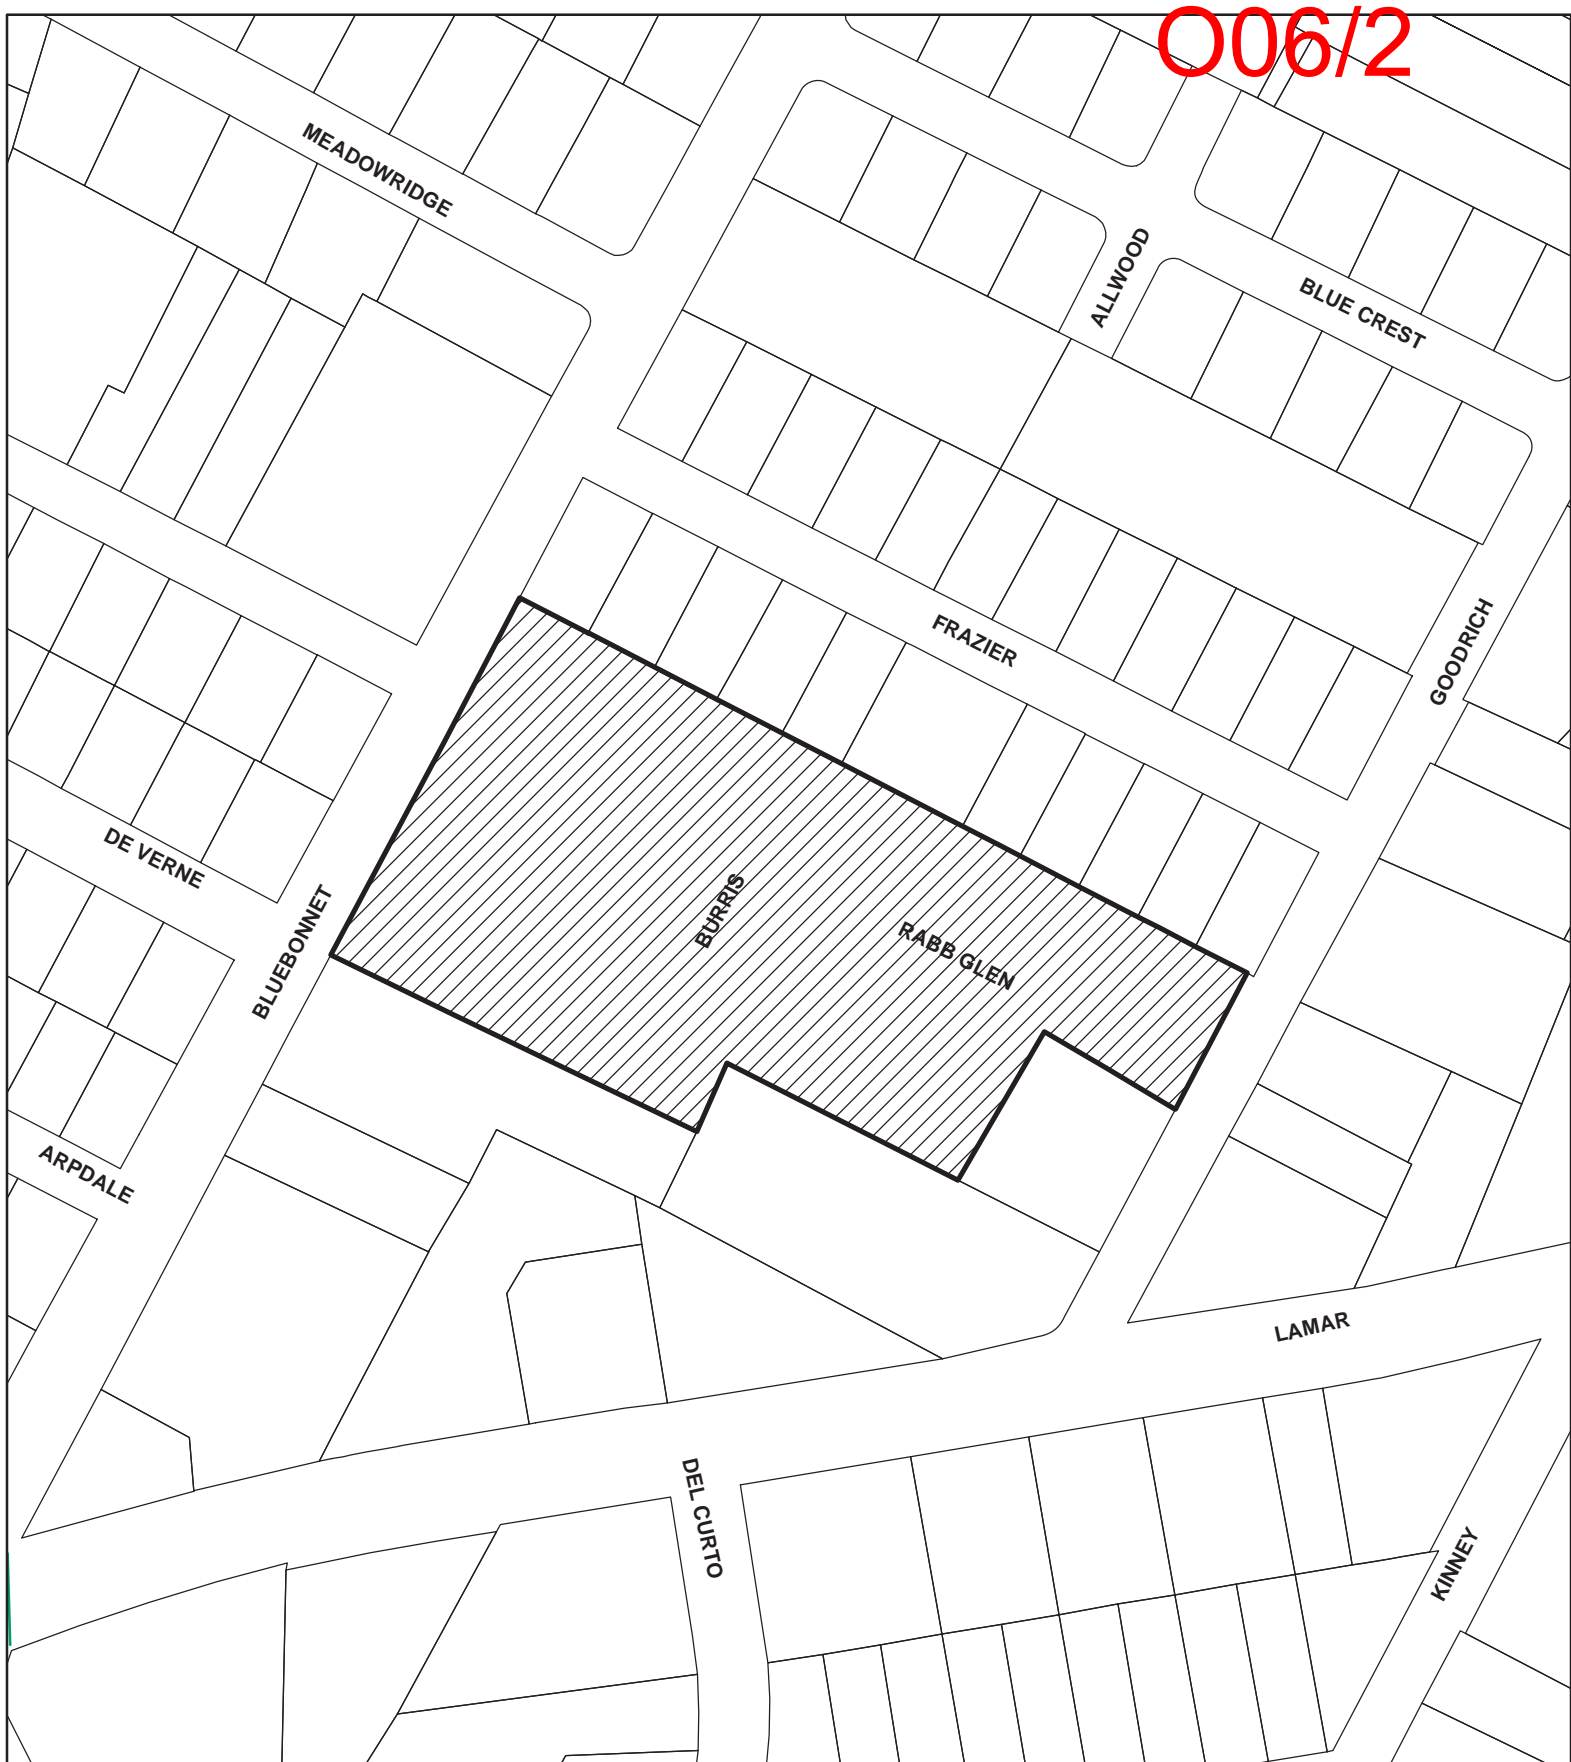 O06/2
MEADOWRIDGE
ALLWOOD
BLUE CREST
FRAZIER
GOODRICH
DE VERNE
BLUEBONNET
BURRIS
RABB GLEN
ARPDALE
LAMAR
DEL CURTO
KINNEY